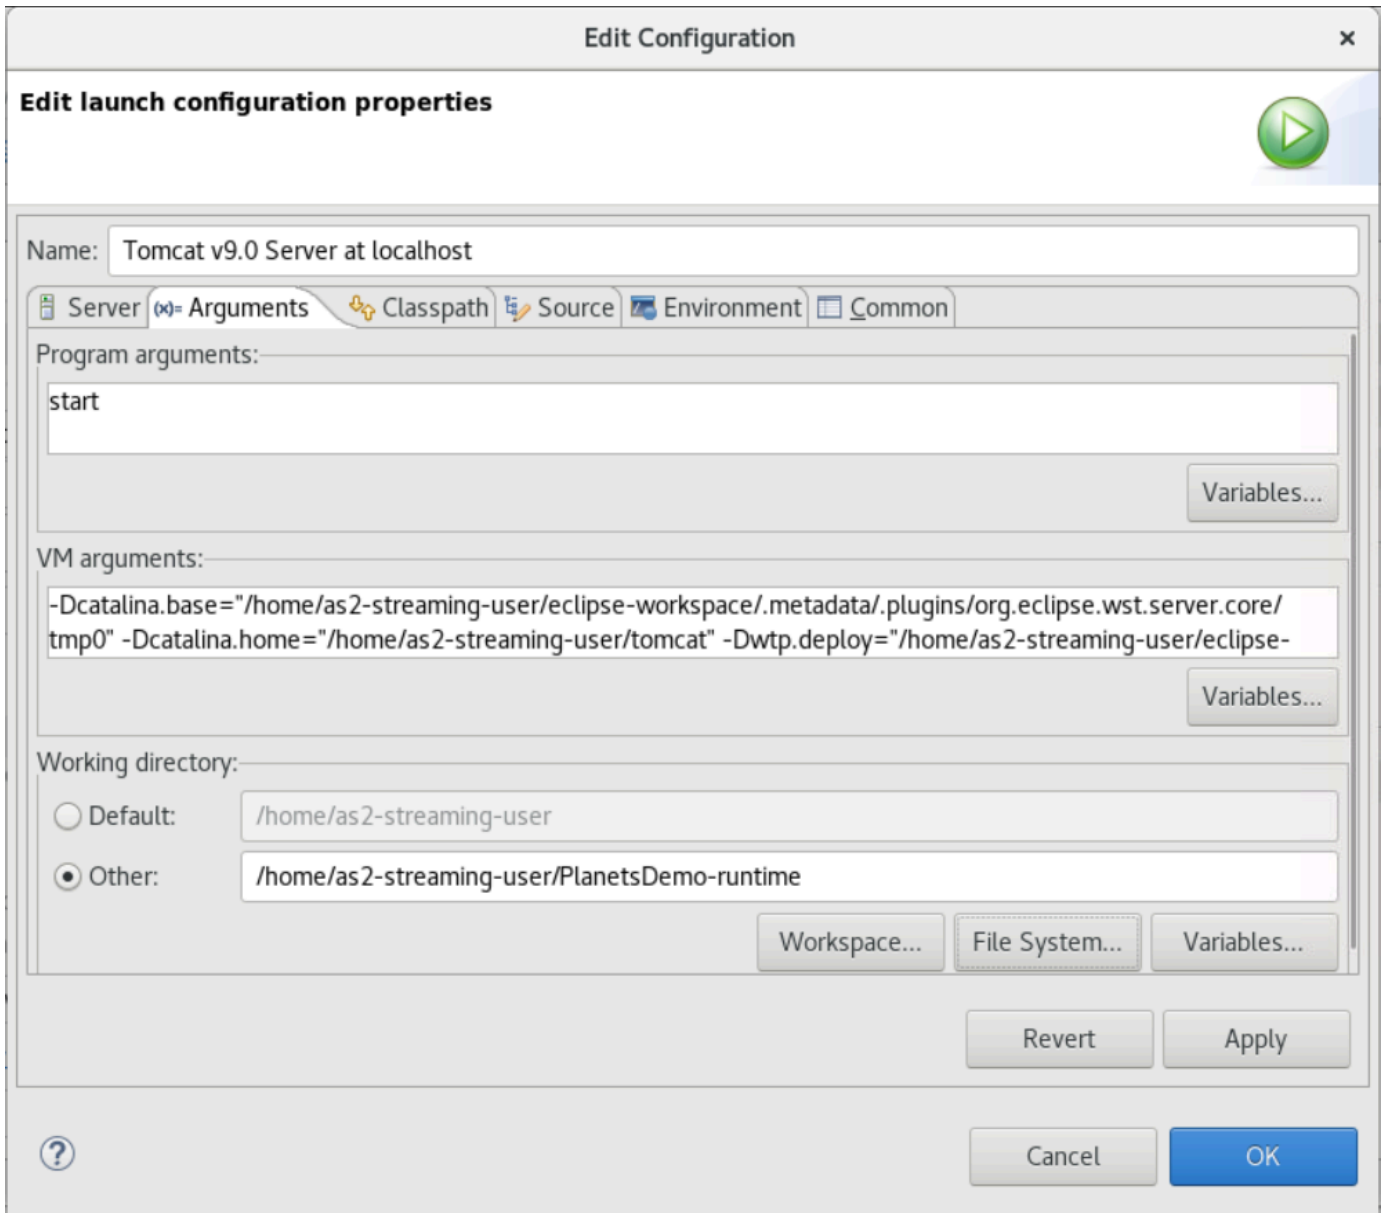 Edit Configuration ×
Edit launch configuration properties
Name: Tomcat v9.0 Server at localhost
Server (x)= Arguments Classpath Source Environment Common
Program arguments:
start
Variables...
VM arguments:
-Dcatalina.base="/home/as2-streaming-user/eclipse-workspace/.metadata/.plugins/org.eclipse.wst.server.core/
tmp0" -Dcatalina.home="/home/as2-streaming-user/tomcat" -Dwtp.deploy="/home/as2-streaming-user/eclipse-
Variables...
Working directory:
Default: /home/as2-streaming-user
Other: /home/as2-streaming-user/PlanetsDemo-runtime
Workspace... File System... Variables...
Revert Apply
? Cancel OK